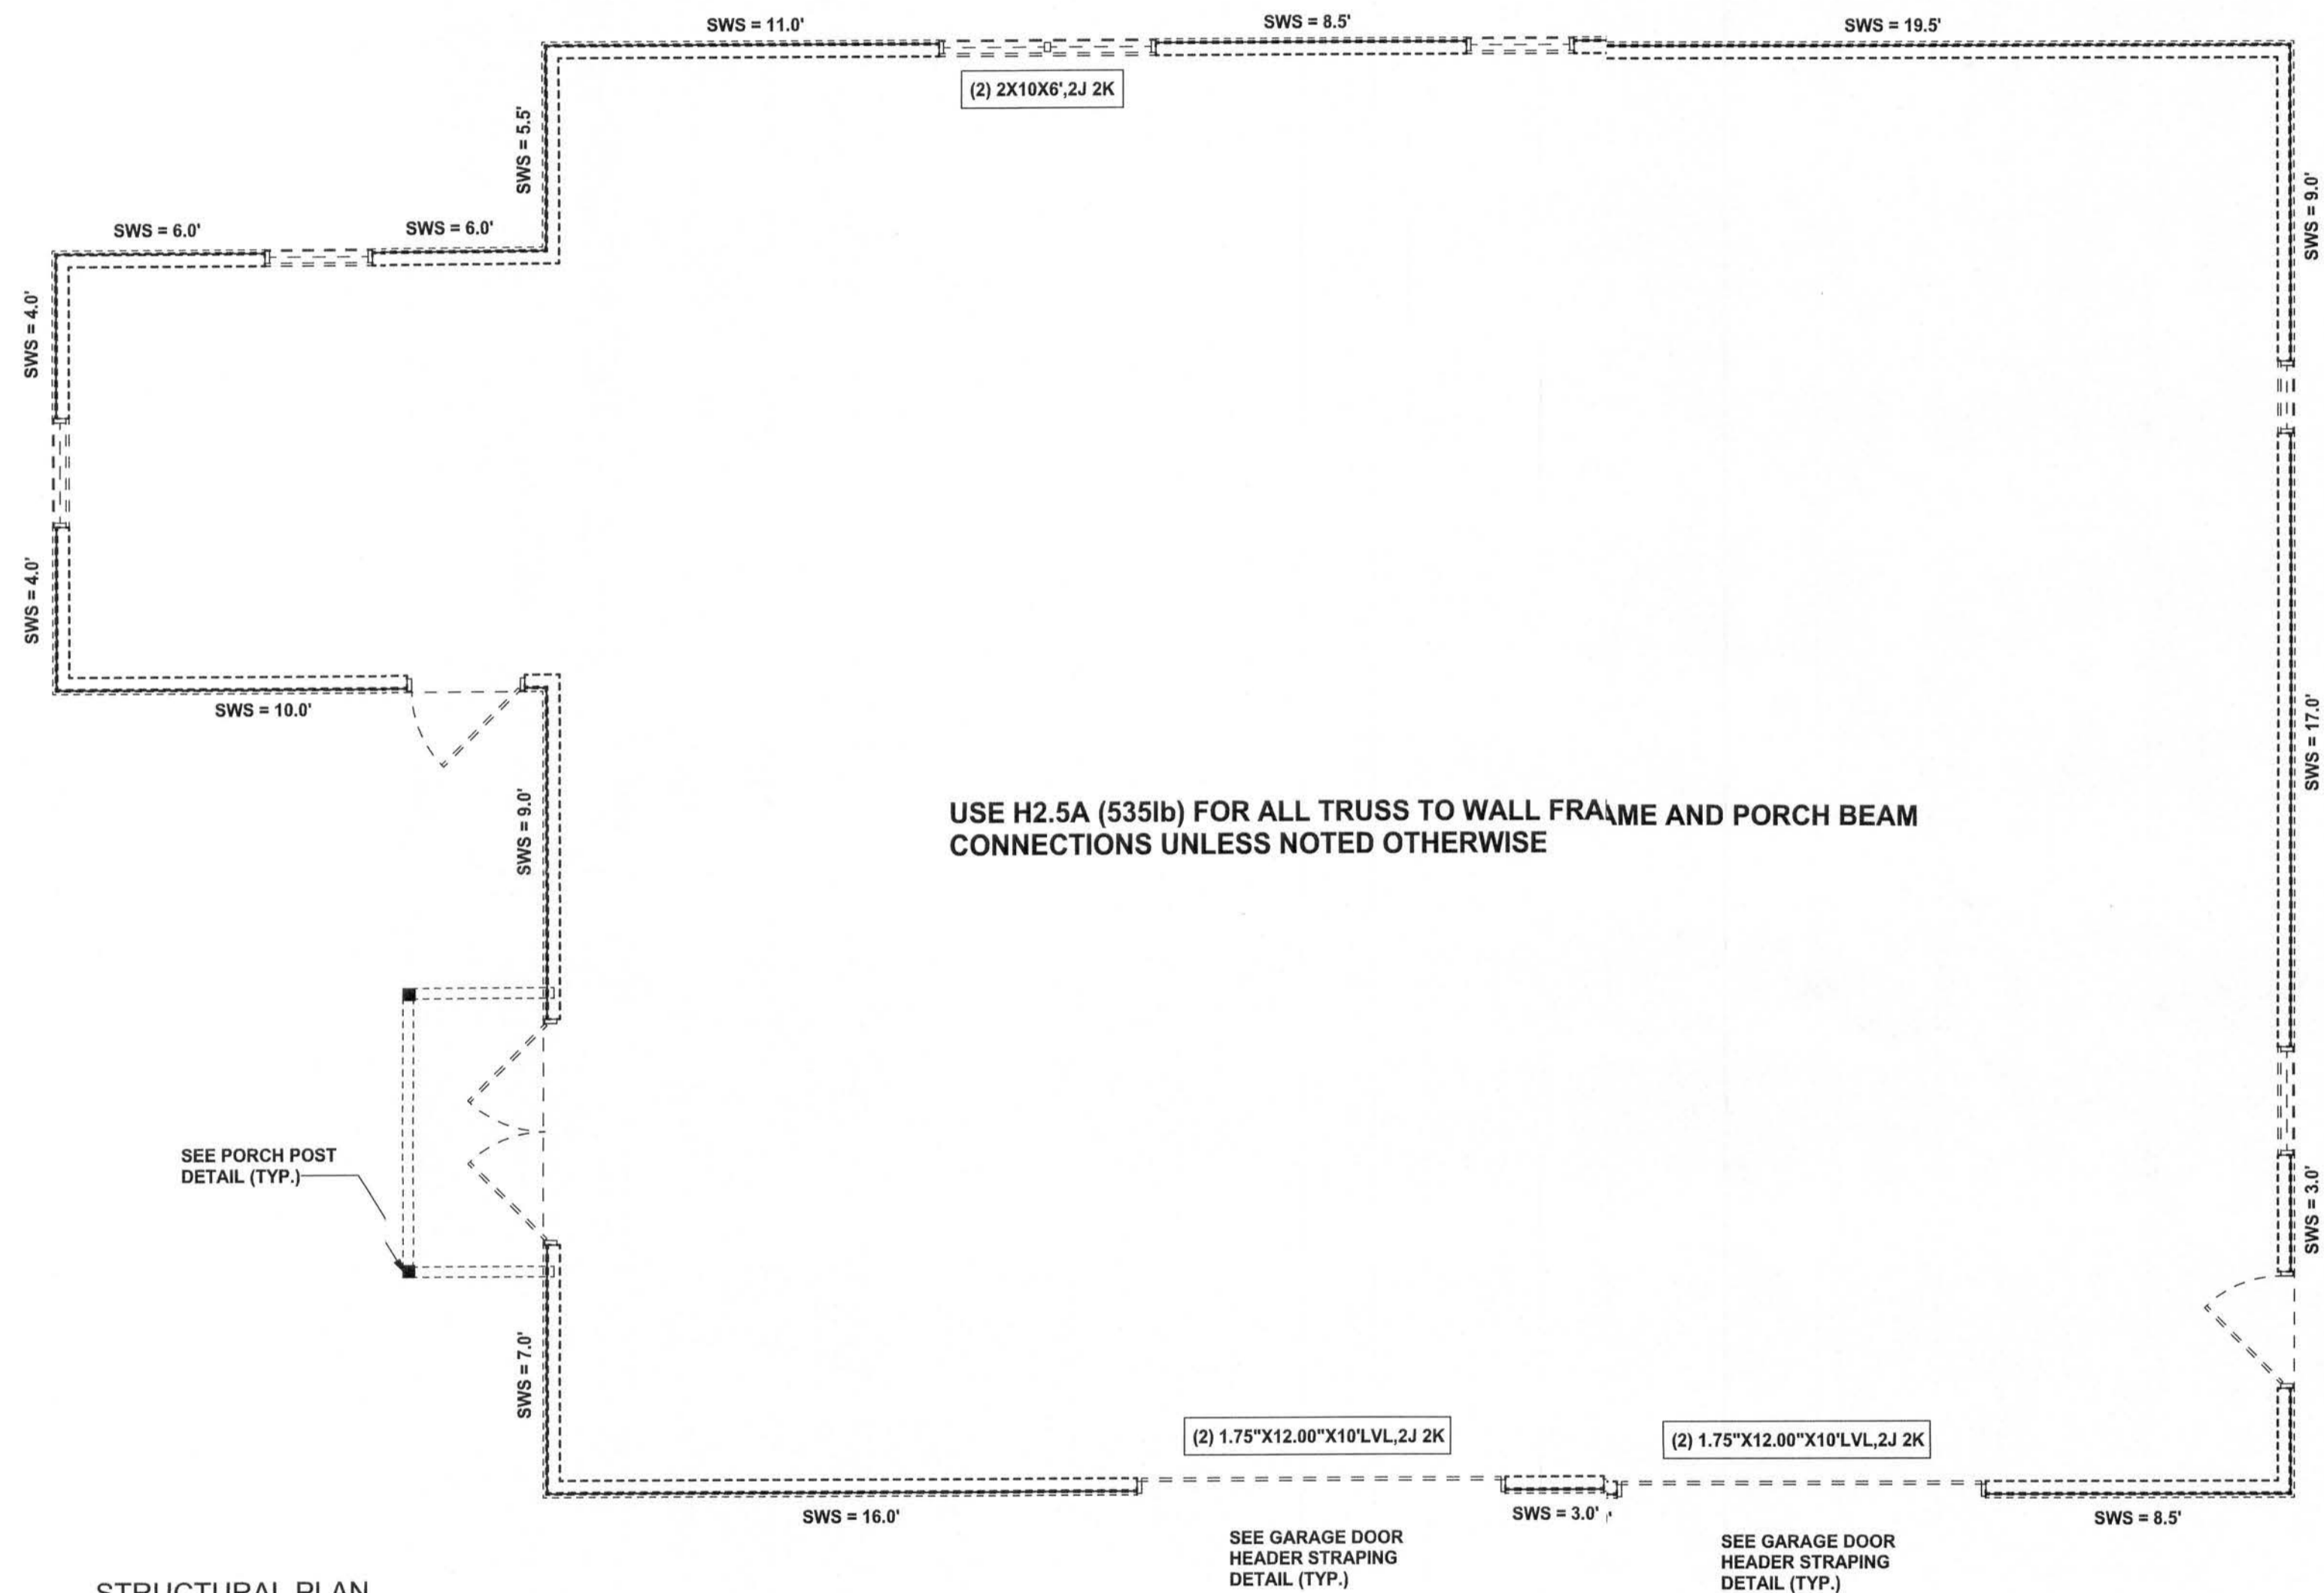 SWS = 11.0'
SWS = 8.5'
SWS = 19.5'
(2) 2X10X6',2J 2K
SWS = 5.5'
SWS = 9.0'
SWS = 6.0'
SWS = 6.0'
SWS = 4.0'
SWS = 4.0'
SWS = 10.0'
SWS = 17.0'
SWS = 9.0'
USE H2.5A (535lb) FOR ALL TRUSS TO WALL FRAME AND PORCH BEAM
CONNECTIONS UNLESS NOTED OTHERWISE
SEE PORCH POST
DETAIL (TYP.)
SWS = 3.0'
SWS = 7.0'
(2) 1.75"X12.00"X10'LVL,2J 2K
(2) 1.75"X12.00"X10'LVL,2J 2K
SWS = 16.0'
SWS = 3.0'
SWS = 8.5'
SEE GARAGE DOOR
HEADER STRAPING
DETAIL (TYP.)
SEE GARAGE DOOR
HEADER STRAPING
DETAIL (TYP.)
STRUCTURAL PLAN